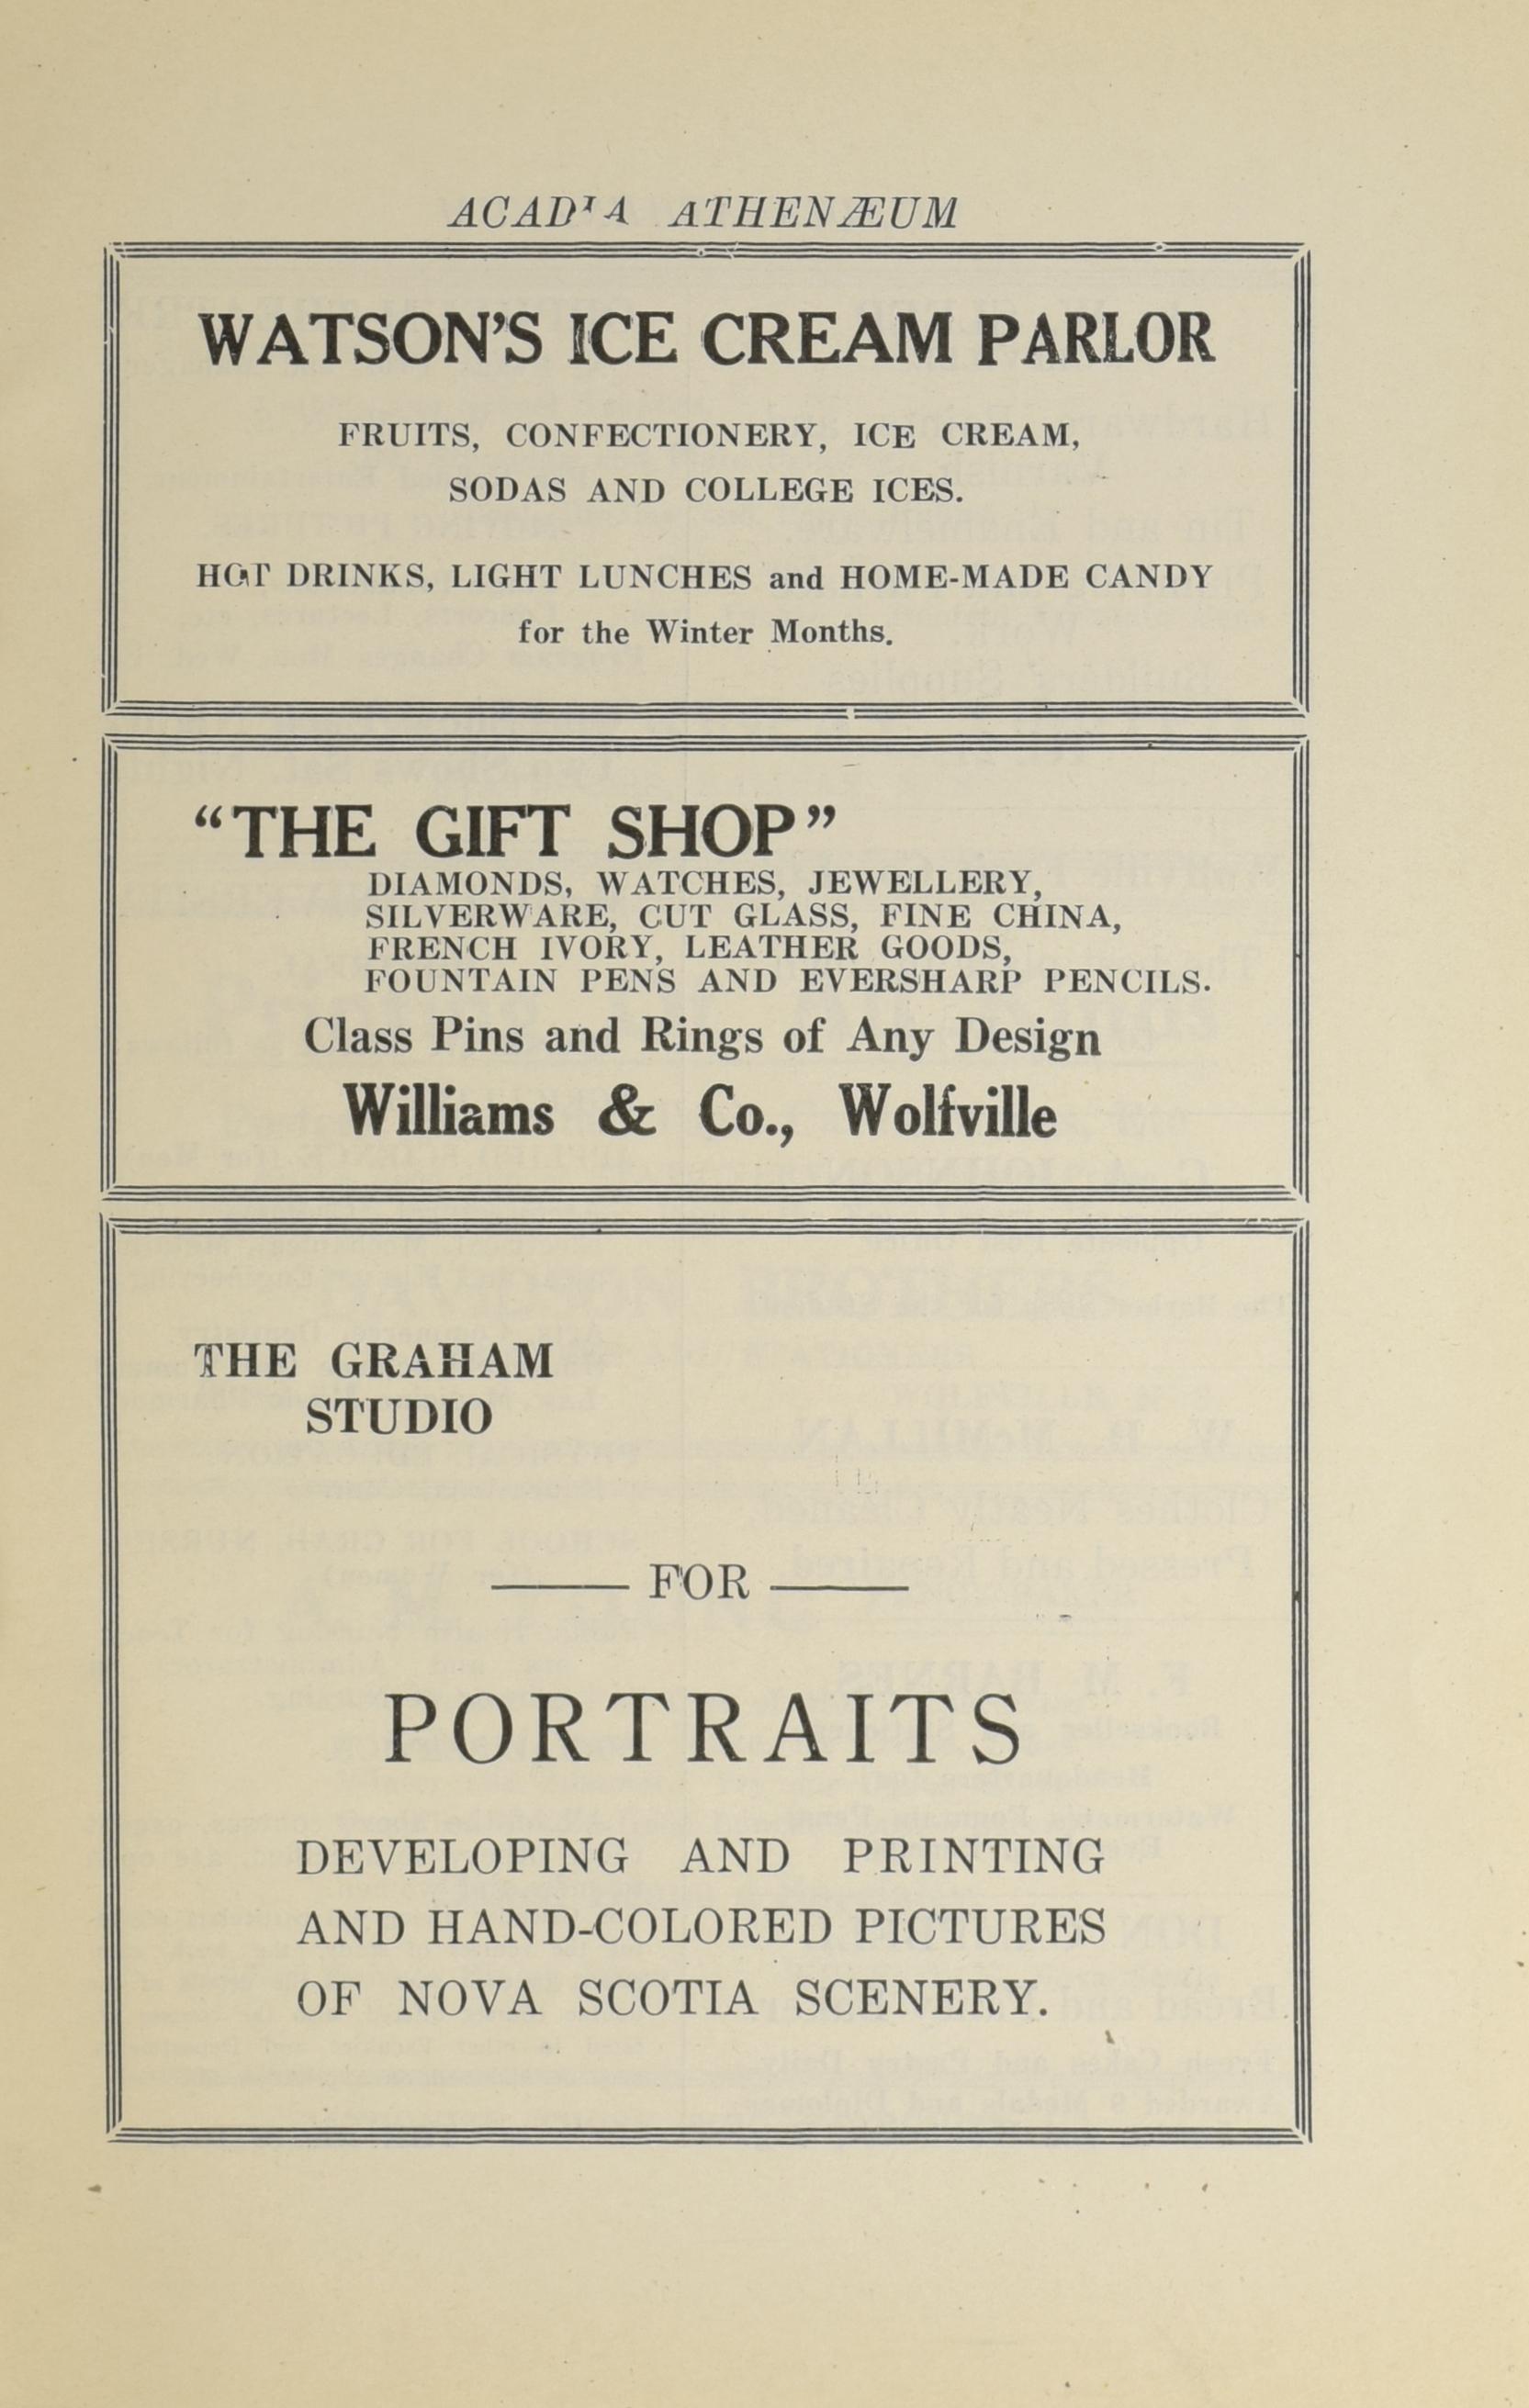 ACADIA ATHENÆUM
WATSON'S ICE CREAM PARLOR
FRUITS, CONFECTIONERY, ICE CREAM,
SODAS AND COLLEGE ICES.
HOT DRINKS, LIGHT LUNCHES and HOME-MADE CANDY
for the Winter Months.
"THE GIFT SHOP"
DIAMONDS, WATCHES, JEWELLERY,
SILVERWARE, CUT GLASS, FINE CHINA,
FRENCH IVORY, LEATHER GOODS,
FOUNTAIN PENS AND EVERSHARP PENCILS.
Class Pins and Rings of Any Design
Williams & Co., Wolfville
THE GRAHAM
STUDIO
FOR
PORTRAITS
DEVELOPING AND PRINTING
AND HAND-COLORED PICTURES
OF NOVA SCOTIA SCENERY.